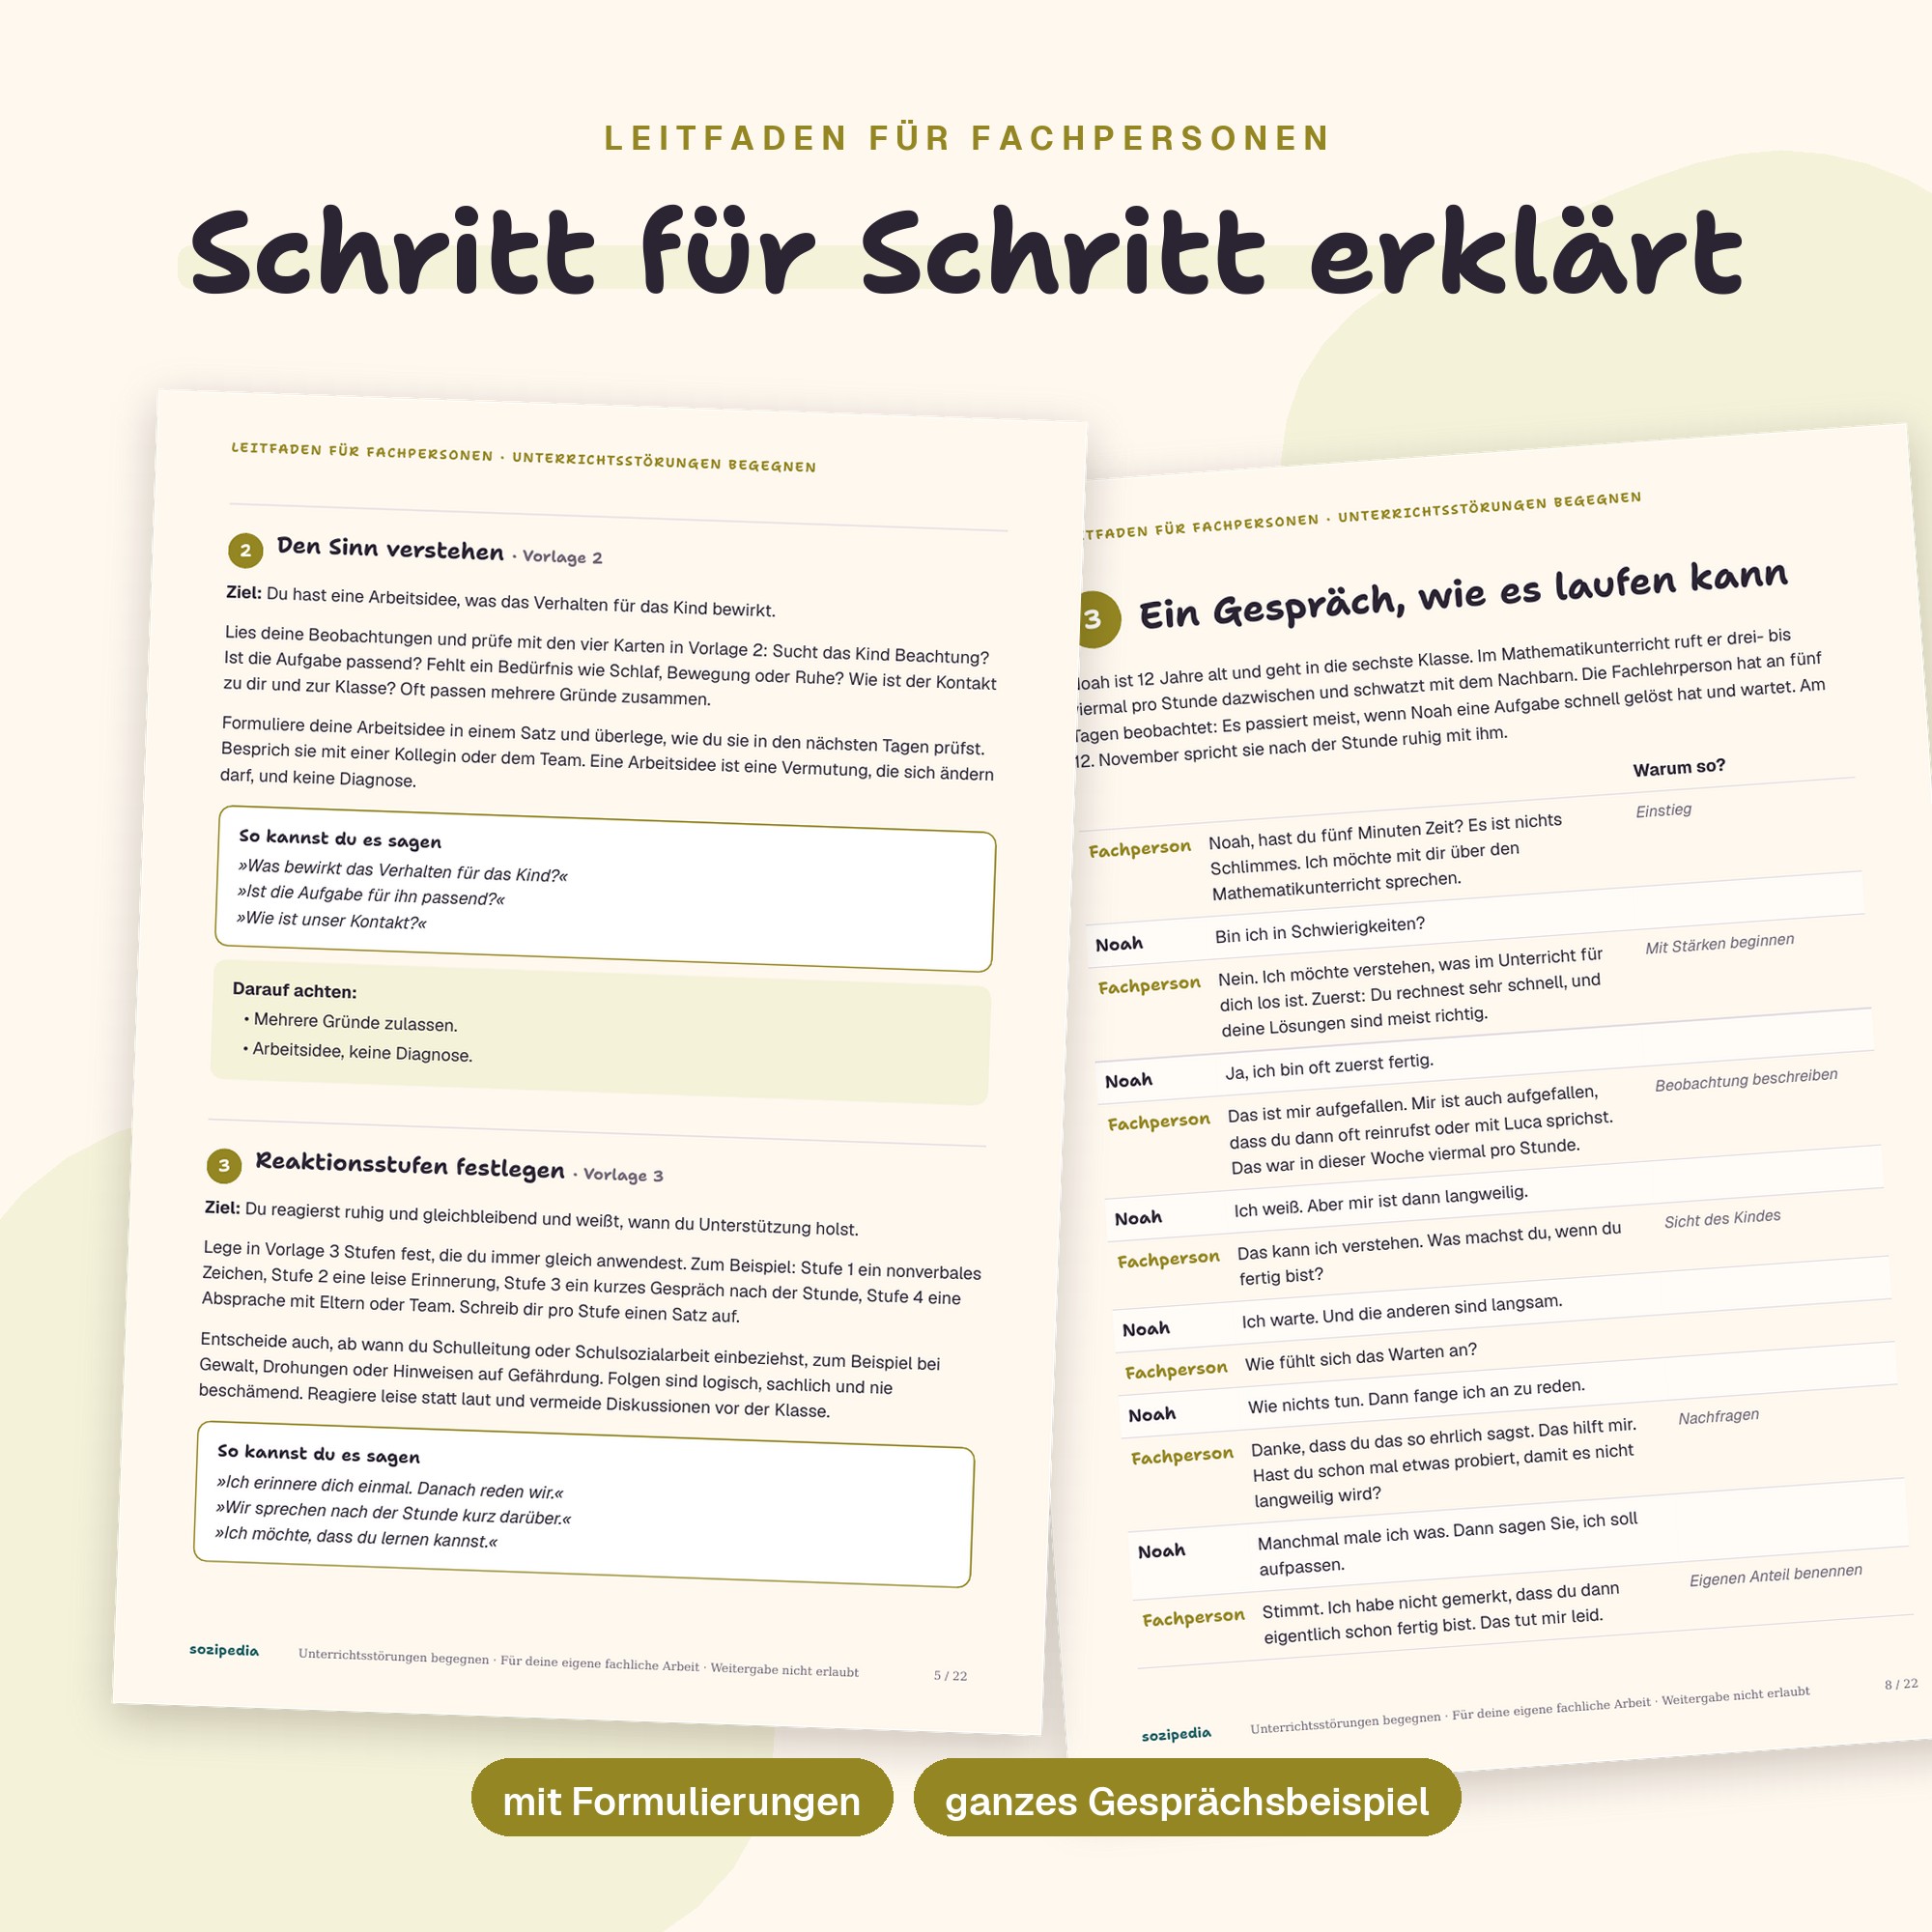 LEITFADEN FÜR FACHPERSONEN
Schritt für Schritt erklärt
LEITFADEN FÜR FACHPERSONEN · UNTERRICHTSSTÖRUNGEN BEGEGNEN
2 Den Sinn verstehen · Vorlage 2
Ziel: Du hast eine Arbeitsidee, was das Verhalten für das Kind bewirkt.
Lies deine Beobachtungen und prüfe mit den vier Karten in Vorlage 2: Sucht das Kind Beachtung?
Ist die Aufgabe passend? Fehlt ein Bedürfnis wie Schlaf, Bewegung oder Ruhe? Wie ist der Kontakt
zu dir und zur Klasse? Oft passen mehrere Gründe zusammen.
Formuliere deine Arbeitsidee in einem Satz und überlege, wie du sie in den nächsten Tagen prüfst.
Besprich sie mit einer Kollegin oder dem Team. Eine Arbeitsidee ist eine Vermutung, die sich ändern
darf, und keine Diagnose.
So kannst du es sagen
»Was bewirkt das Verhalten für das Kind?«
»Ist die Aufgabe für ihn passend?«
»Wie ist unser Kontakt?«
Darauf achten:
• Mehrere Gründe zulassen.
• Arbeitsidee, keine Diagnose.
3 Reaktionsstufen festlegen · Vorlage 3
Ziel: Du reagierst ruhig und gleichbleibend und weißt, wann du Unterstützung holst.
Lege in Vorlage 3 Stufen fest, die du immer gleich anwendest. Zum Beispiel: Stufe 1 ein nonverbales
Zeichen, Stufe 2 eine leise Erinnerung, Stufe 3 ein kurzes Gespräch nach der Stunde, Stufe 4 eine
Absprache mit Eltern oder Team. Schreib dir pro Stufe einen Satz auf.
Entscheide auch, ab wann du Schulleitung oder Schulsozialarbeit einbeziehst, zum Beispiel bei
Gewalt, Drohungen oder Hinweisen auf Gefährdung. Folgen sind logisch, sachlich und nie
beschämend. Reagiere leise statt laut und vermeide Diskussionen vor der Klasse.
So kannst du es sagen
»Ich erinnere dich einmal. Danach reden wir.«
»Wir sprechen nach der Stunde kurz darüber.«
»Ich möchte, dass du lernen kannst.«
sozipedia Unterrichtsstörungen begegnen · Für deine eigene fachliche Arbeit · Weitergabe nicht erlaubt 5 / 22
FÜR FACHPERSONEN · UNTERRICHTSSTÖRUNGEN BEGEGNEN
3 Ein Gespräch, wie es laufen kann
Noah ist 12 Jahre alt und geht in die sechste Klasse. Im Mathematikunterricht ruft er drei- bis
viermal pro Stunde dazwischen und schwatzt mit dem Nachbarn. Die Fachlehrperson hat an fünf
Tagen beobachtet: Es passiert meist, wenn Noah eine Aufgabe schnell gelöst hat und wartet. Am
12. November spricht sie nach der Stunde ruhig mit ihm.
Warum so?
Fachperson Noah, hast du fünf Minuten Zeit? Es ist nichts Einstieg
Schlimmes. Ich möchte mit dir über den
Mathematikunterricht sprechen.
Noah Bin ich in Schwierigkeiten?
Fachperson Nein. Ich möchte verstehen, was im Unterricht für Mit Stärken beginnen
dich los ist. Zuerst: Du rechnest sehr schnell, und
deine Lösungen sind meist richtig.
Noah Ja, ich bin oft zuerst fertig.
Fachperson Das ist mir aufgefallen. Mir ist auch aufgefallen, Beobachtung beschreiben
dass du dann oft reinrufst oder mit Luca sprichst.
Das war in dieser Woche viermal pro Stunde.
Noah Ich weiß. Aber mir ist dann langweilig.
Fachperson Das kann ich verstehen. Was machst du, wenn du Sicht des Kindes
fertig bist?
Noah Ich warte. Und die anderen sind langsam.
Fachperson Wie fühlt sich das Warten an?
Noah Wie nichts tun. Dann fange ich an zu reden.
Fachperson Danke, dass du das so ehrlich sagst. Das hilft mir. Nachfragen
Hast du schon mal etwas probiert, damit es nicht
langweilig wird?
Noah Manchmal male ich was. Dann sagen Sie, ich soll
aufpassen.
Fachperson Stimmt. Ich habe nicht gemerkt, dass du dann Eigenen Anteil benennen
eigentlich schon fertig bist. Das tut mir leid.
sozipedia Unterrichtsstörungen begegnen · Für deine eigene fachliche Arbeit · Weitergabe nicht erlaubt 8 / 22
mit Formulierungen
ganzes Gesprächsbeispiel